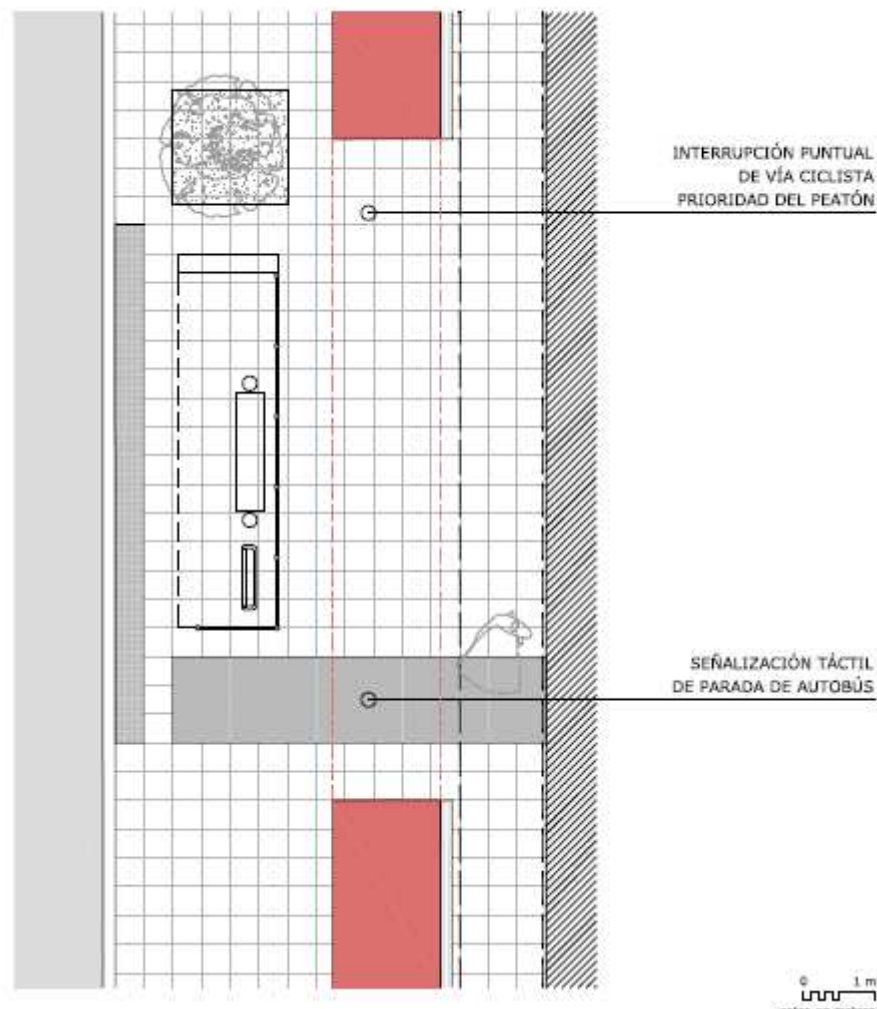 INTERRUPCIÓN PUNTUAL
DE VÍA CICLISTA
PRIORIDAD DEL PEATÓN
SEÑALIZACIÓN TÁCTIL
DE PARADA DE AUTOBÚS
0 1 m